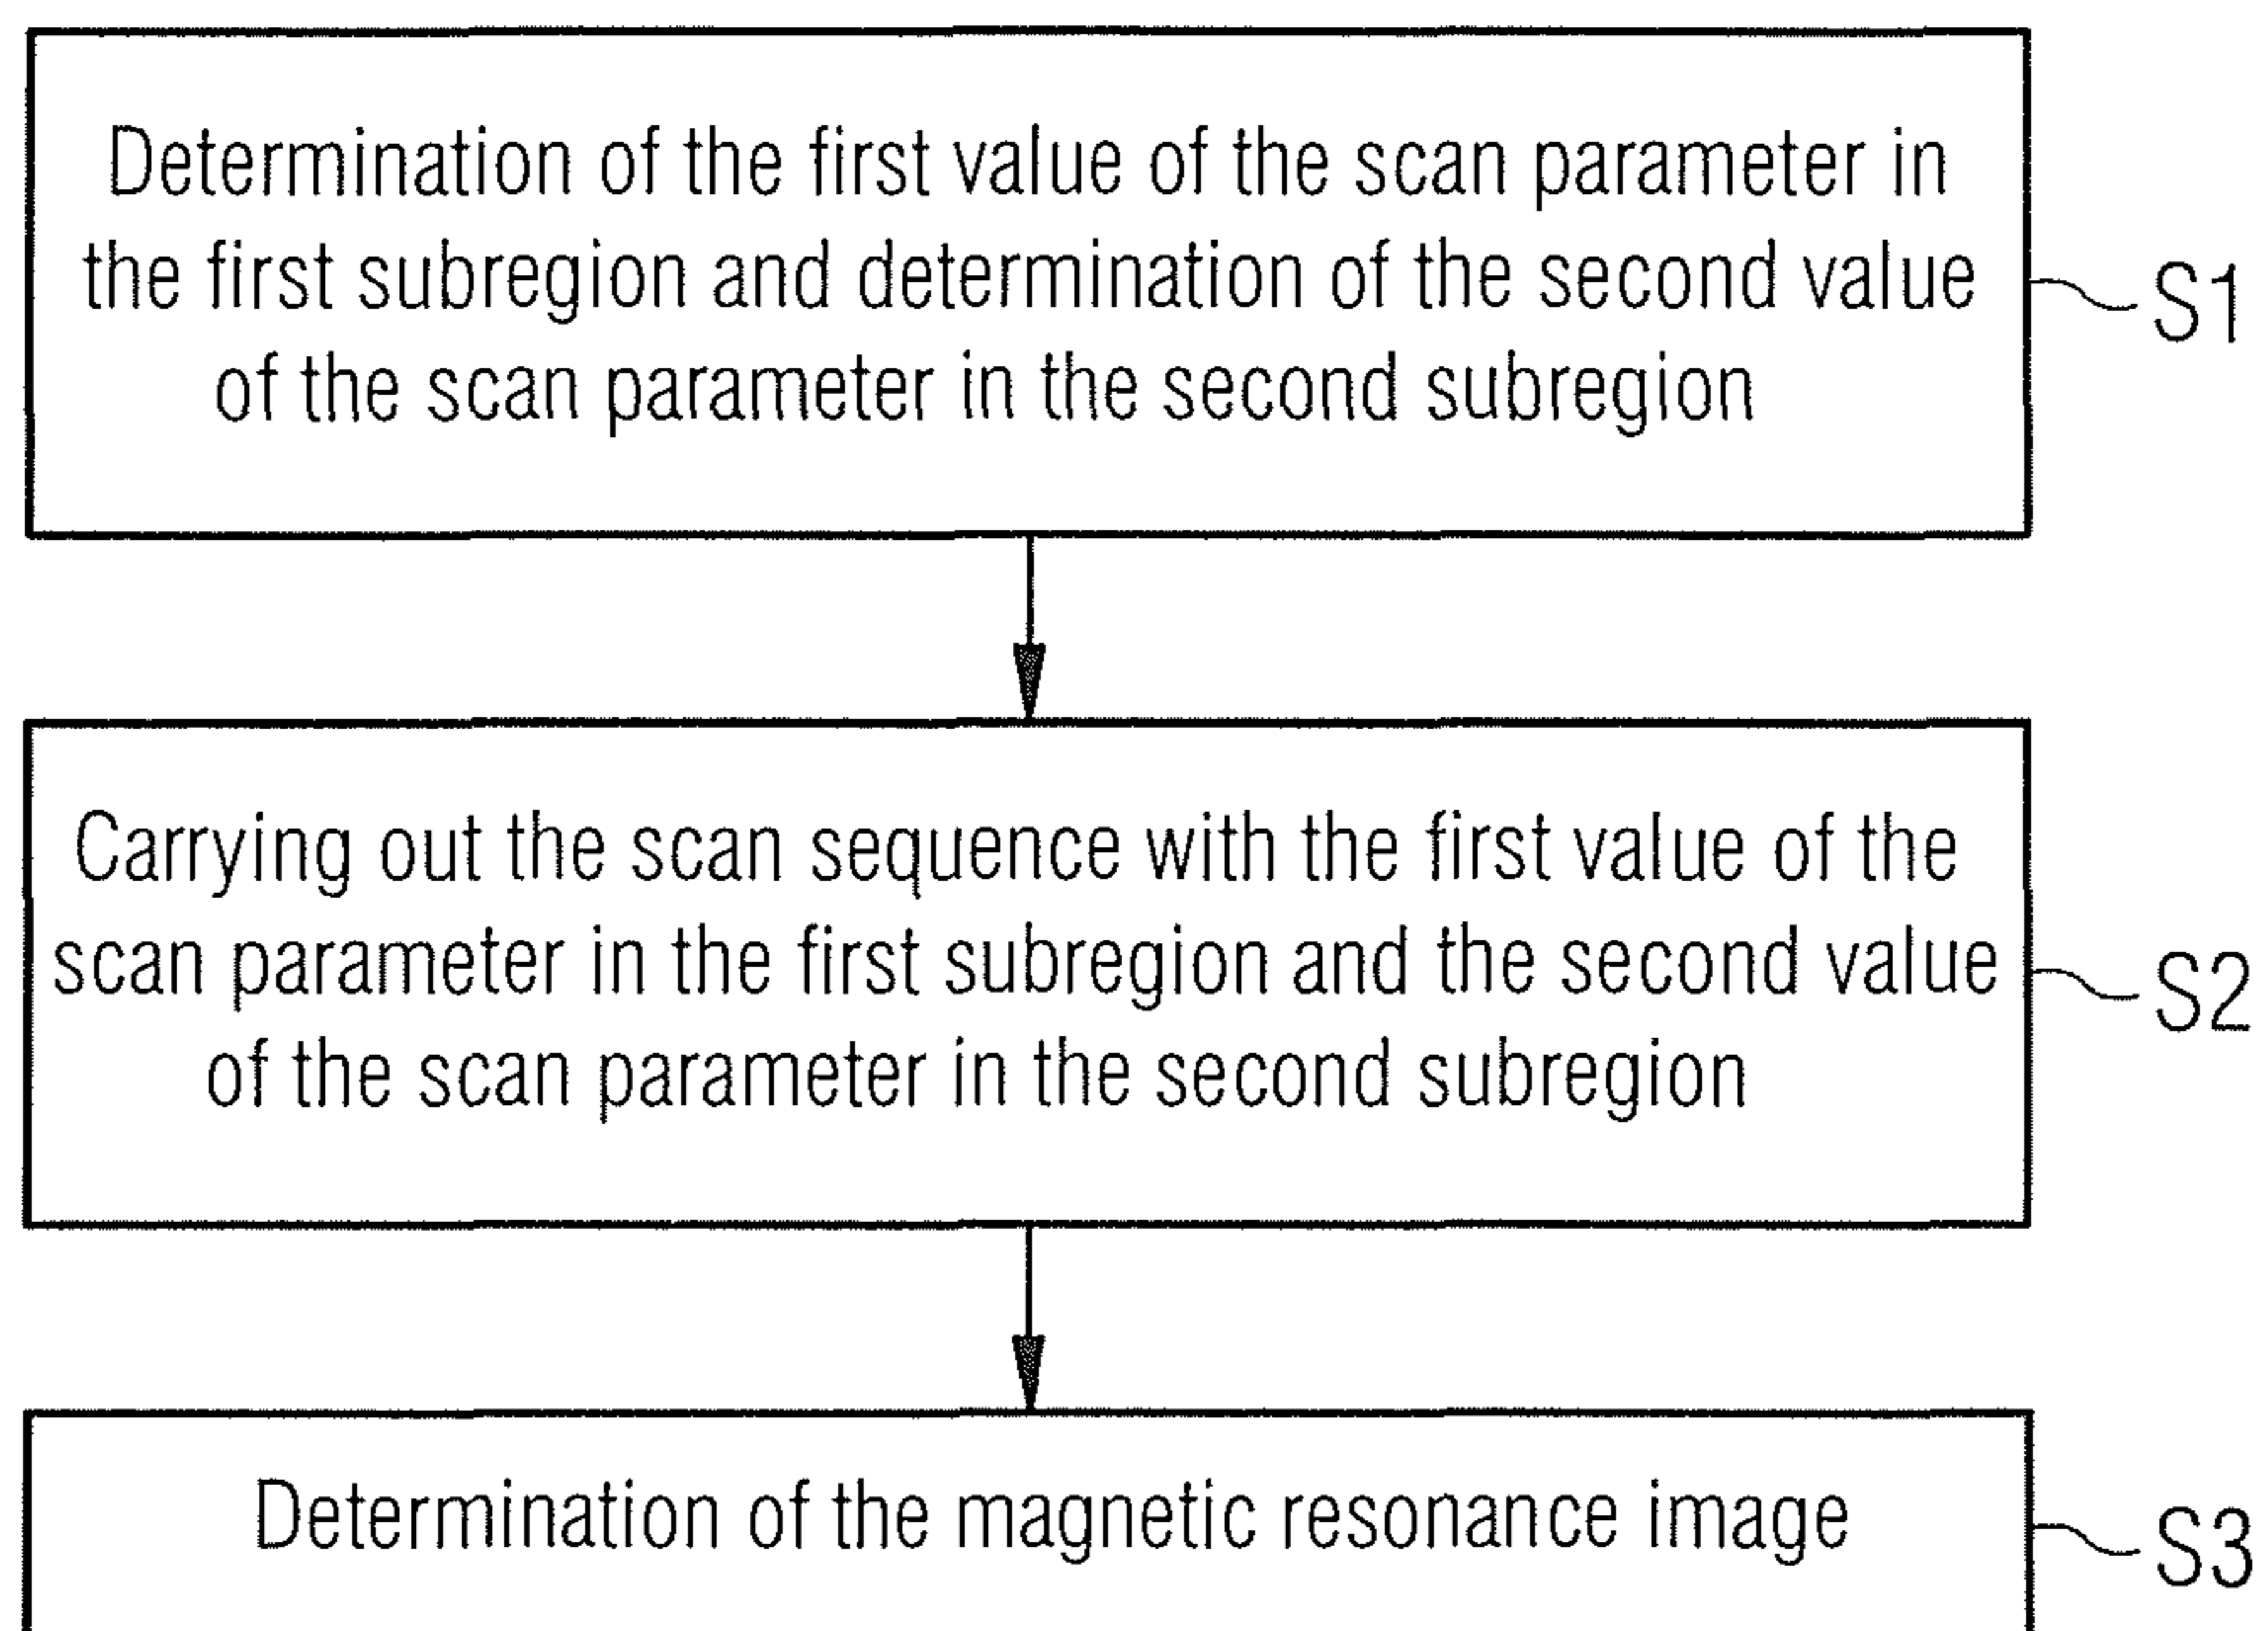 Determination of the first value of the scan parameter in
the first subregion and determination of the second value
of the scan parameter in the second subregion
S1
Carrying out the scan sequence with the first value of the
scan parameter in the first subregion and the second value
of the scan parameter in the second subregion
S2
Determination of the magnetic resonance image
S3